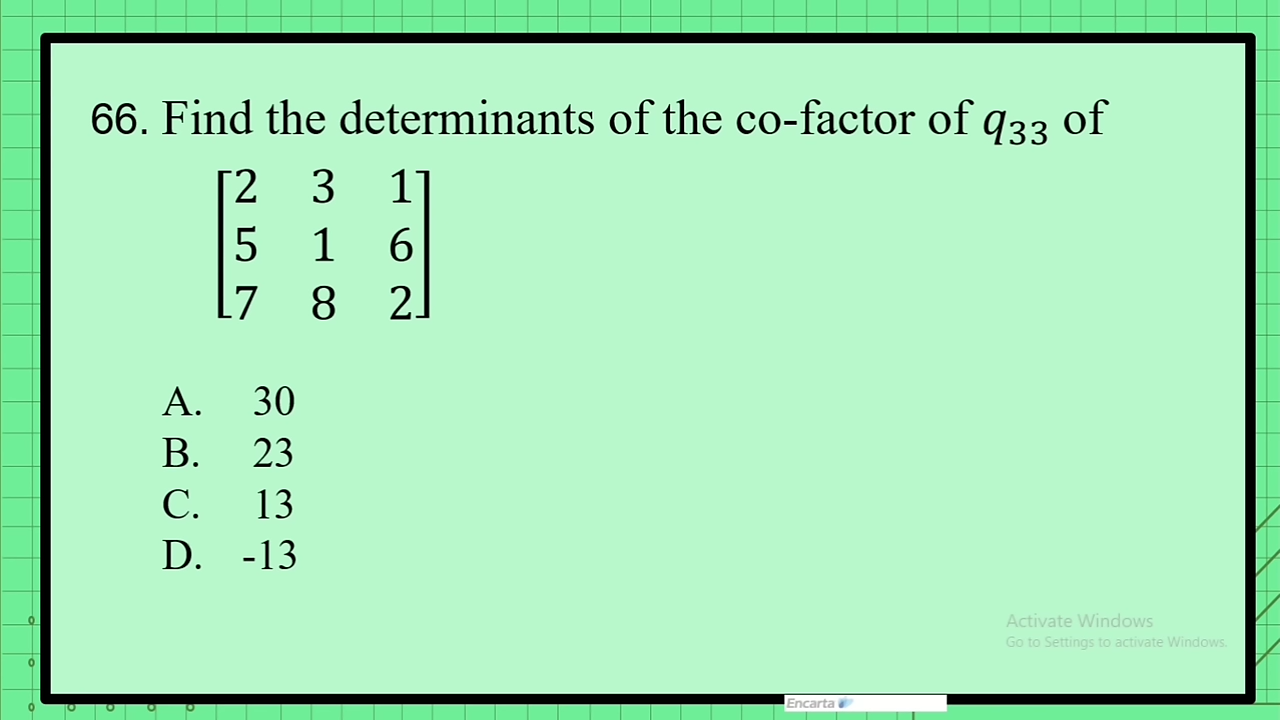 66. Find the determinants of the co-factor of q₃₃ of
[2 3 1]
[5 1 6]
[7 8 2]
A. 30
B. 23
C. 13
D. -13
Activate Windows
Go to Settings to activate Windows.
Encarta